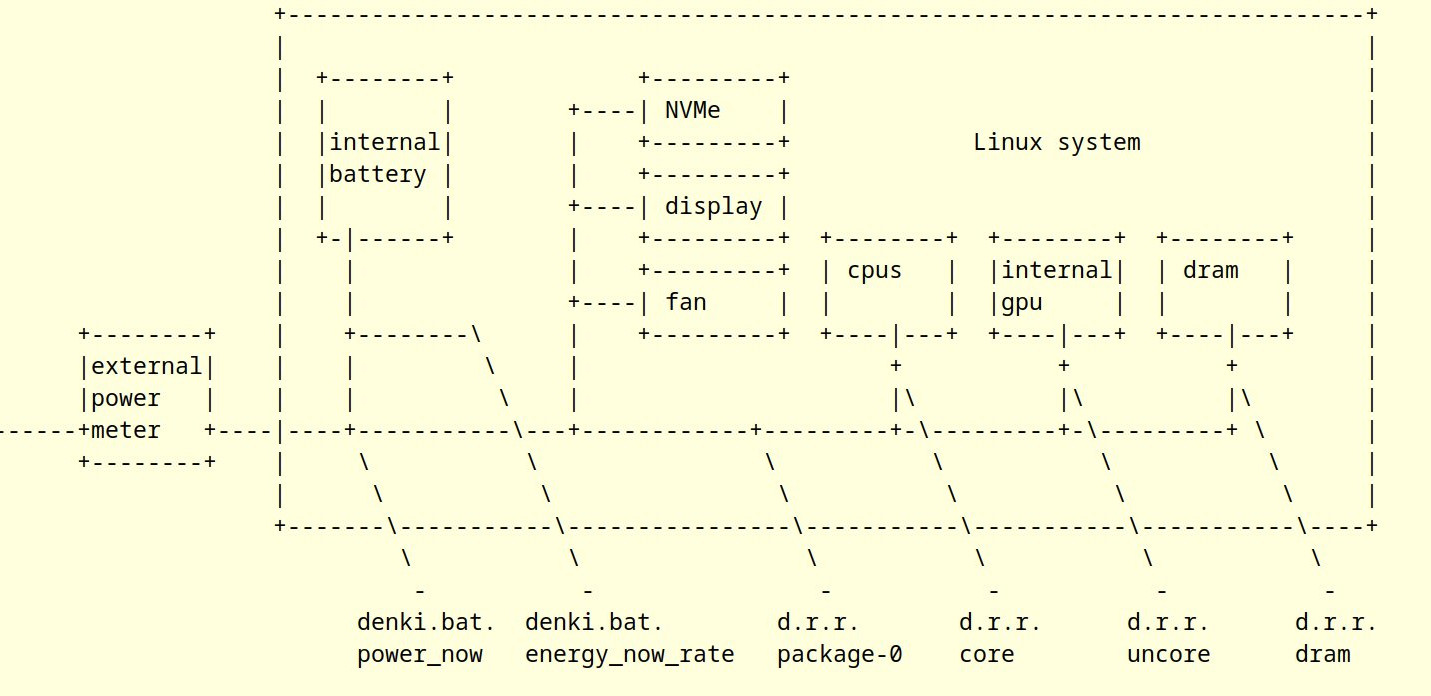 NVMe
internal
Linux system
battery
display
cpus
internal
dram
fan
gpu
external
power
meter
denki.bat.
denki.bat.
d.r.r.
d.r.r.
d.r.r.
d.r.r.
power_now
energy_now_rate
package-0
core
uncore
dram